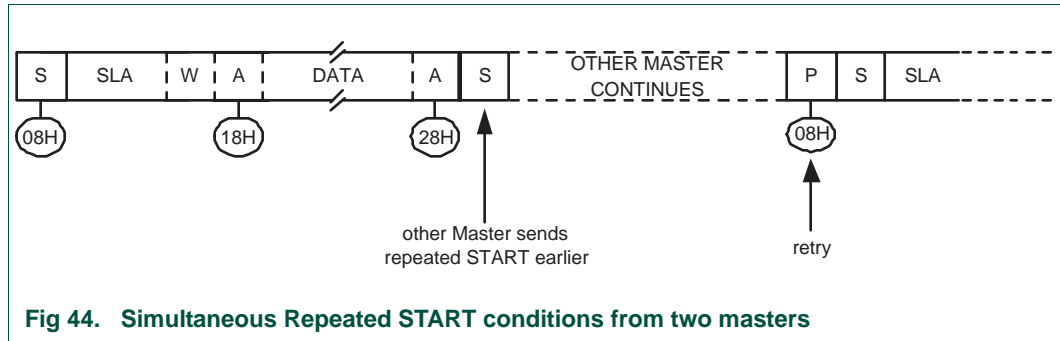 S SLA W A DATA A S OTHER MASTER CONTINUES P S SLA
08H 18H 28H 08H
other Master sends
repeated START earlier
retry
Fig 44. Simultaneous Repeated START conditions from two masters